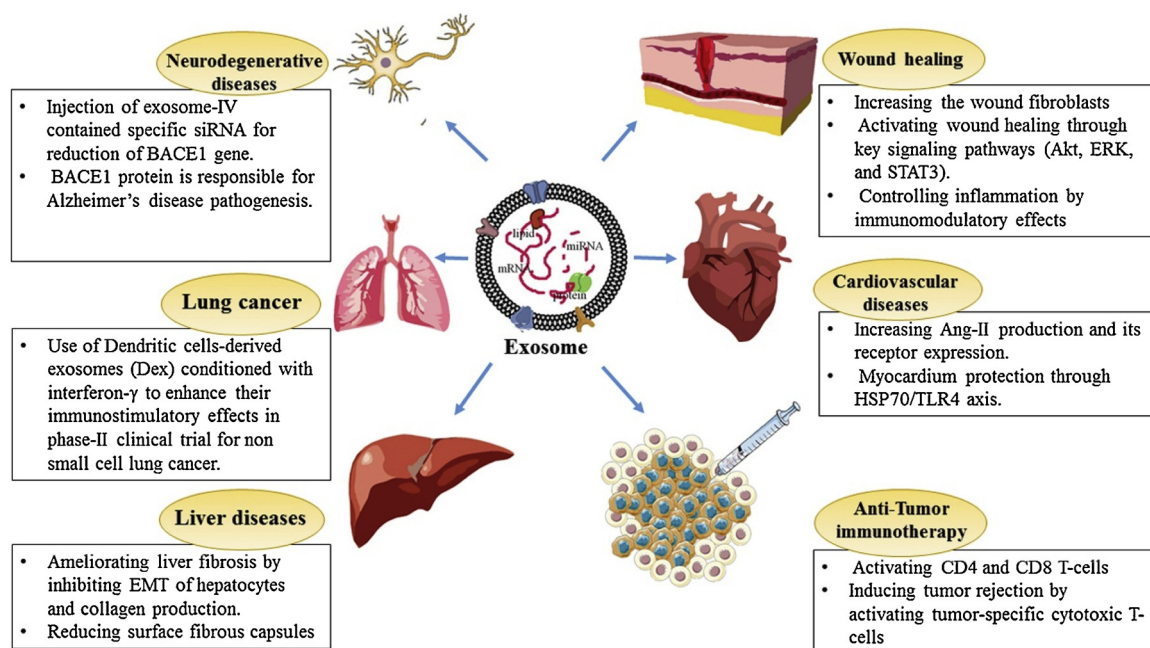 Neurodegenerative
diseases
• Injection of exosome-IV
contained specific siRNA for
reduction of BACE1 gene.
• BACE1 protein is responsible for
Alzheimer's disease pathogenesis.
Lung cancer
• Use of Dendritic cells-derived
exosomes (Dex) conditioned with
interferon-γ to enhance their
immunostimulatory effects in
phase-II clinical trial for non
small cell lung cancer.
Liver diseases
• Ameliorating liver fibrosis by
inhibiting EMT of hepatocytes
and collagen production.
• Reducing surface fibrous capsules
lipid
miRNA
mRNA
protein
Exosome
Wound healing
• Increasing the wound fibroblasts
• Activating wound healing through
key signaling pathways (Akt, ERK,
and STAT3).
• Controlling inflammation by
immunomodulatory effects
Cardiovascular
diseases
• Increasing Ang-II production and its
receptor expression.
• Myocardium protection through
HSP70/TLR4 axis.
Anti-Tumor
immunotherapy
• Activating CD4 and CD8 T-cells
• Inducing tumor rejection by
activating tumor-specific cytotoxic T-
cells